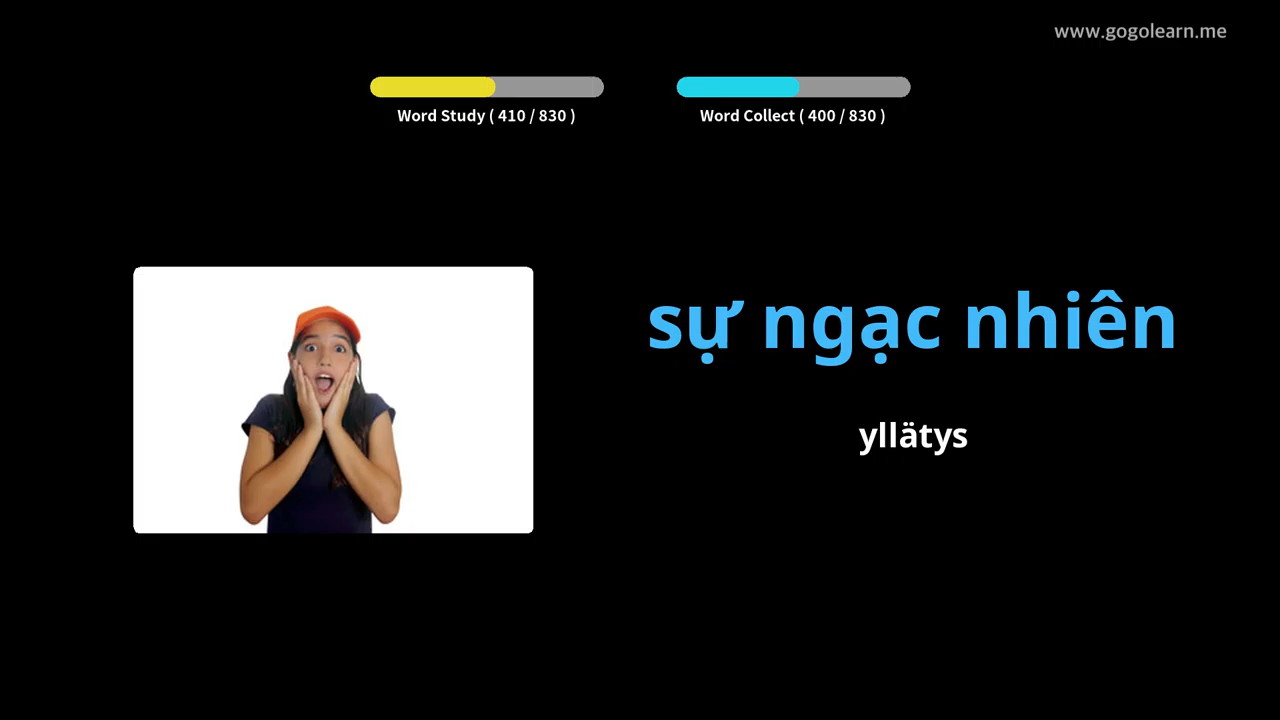 www.gogolearn.me
Word Study ( 410 / 830 )
Word Collect ( 400 / 830 )
sự ngạc nhiên
yllätys